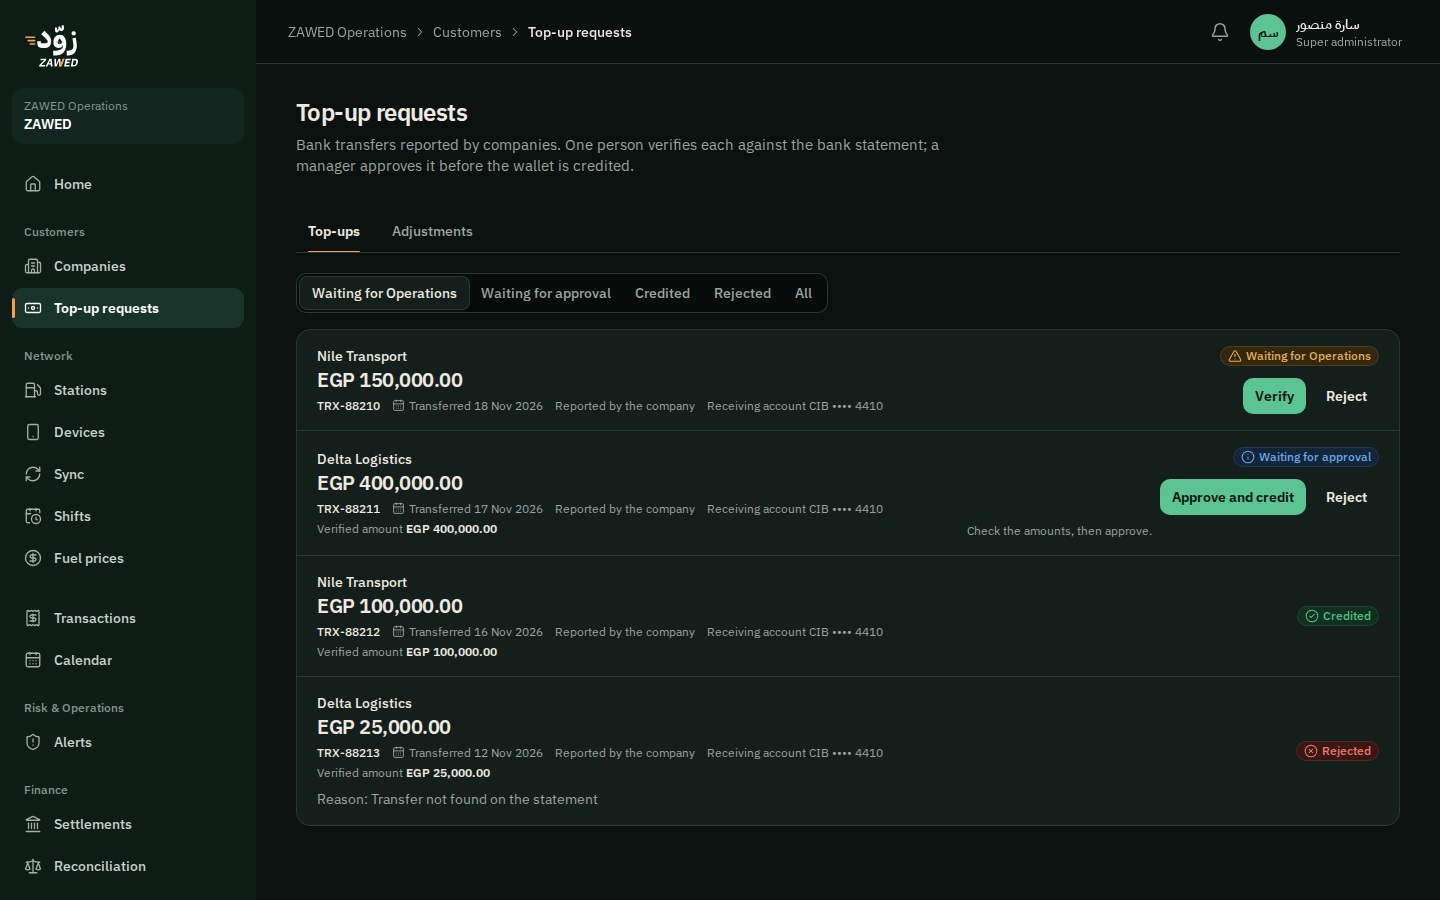 زوّد
ZAWED
ZAWED Operations
ZAWED
Home
Customers
Companies
Top-up requests
Network
Stations
Devices
Sync
Shifts
Fuel prices
Transactions
Calendar
Risk & Operations
Alerts
Finance
Settlements
Reconciliation
ZAWED Operations > Customers > Top-up requests
سم
سارة منصور
Super administrator
Top-up requests
Bank transfers reported by companies. One person verifies each against the bank statement; a
manager approves it before the wallet is credited.
Top-ups Adjustments
Waiting for Operations Waiting for approval Credited Rejected All
Nile Transport
EGP 150,000.00
TRX-88210 Transferred 18 Nov 2026 Reported by the company Receiving account CIB •••• 4410
Waiting for Operations
Verify Reject
Delta Logistics
EGP 400,000.00
TRX-88211 Transferred 17 Nov 2026 Reported by the company Receiving account CIB •••• 4410
Verified amount EGP 400,000.00
Waiting for approval
Approve and credit Reject
Check the amounts, then approve.
Nile Transport
EGP 100,000.00
TRX-88212 Transferred 16 Nov 2026 Reported by the company Receiving account CIB •••• 4410
Verified amount EGP 100,000.00
Credited
Delta Logistics
EGP 25,000.00
TRX-88213 Transferred 12 Nov 2026 Reported by the company Receiving account CIB •••• 4410
Verified amount EGP 25,000.00
Reason: Transfer not found on the statement
Rejected